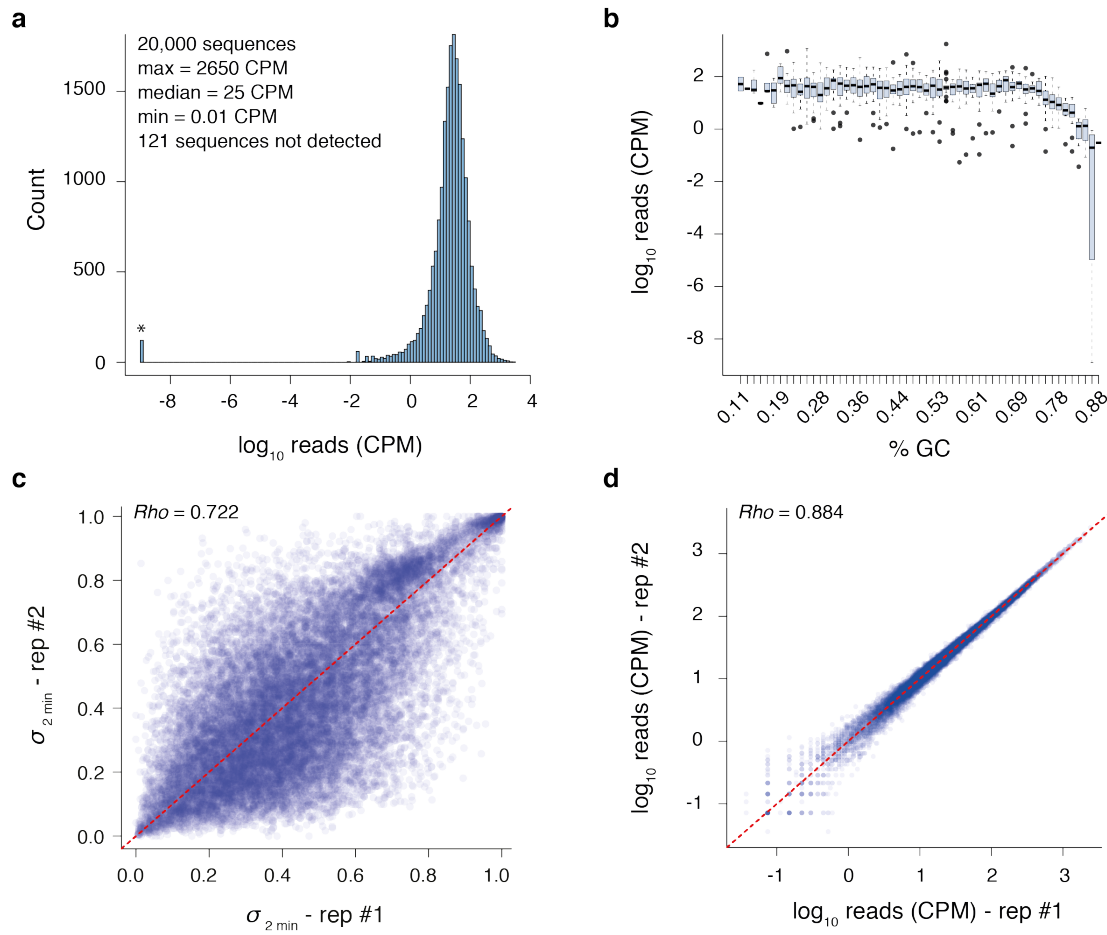 a
20,000 sequences
max = 2650 CPM
median = 25 CPM
min = 0.01 CPM
121 sequences not detected
Count
1500
1000
500
0
*
-8
-6
-4
-2
0
2
4
log10 reads (CPM)
b
log10 reads (CPM)
2
0
-2
-4
-6
-8
0.11
0.19
0.28
0.36
0.44
0.53
0.61
0.69
0.78
0.88
% GC
c
Rho = 0.722
σ 2 min - rep #2
1.0
0.8
0.6
0.4
0.2
0.0
0.0
0.2
0.4
0.6
0.8
1.0
σ 2 min - rep #1
d
Rho = 0.884
log10 reads (CPM) - rep #2
3
2
1
0
-1
-1
0
1
2
3
log10 reads (CPM) - rep #1